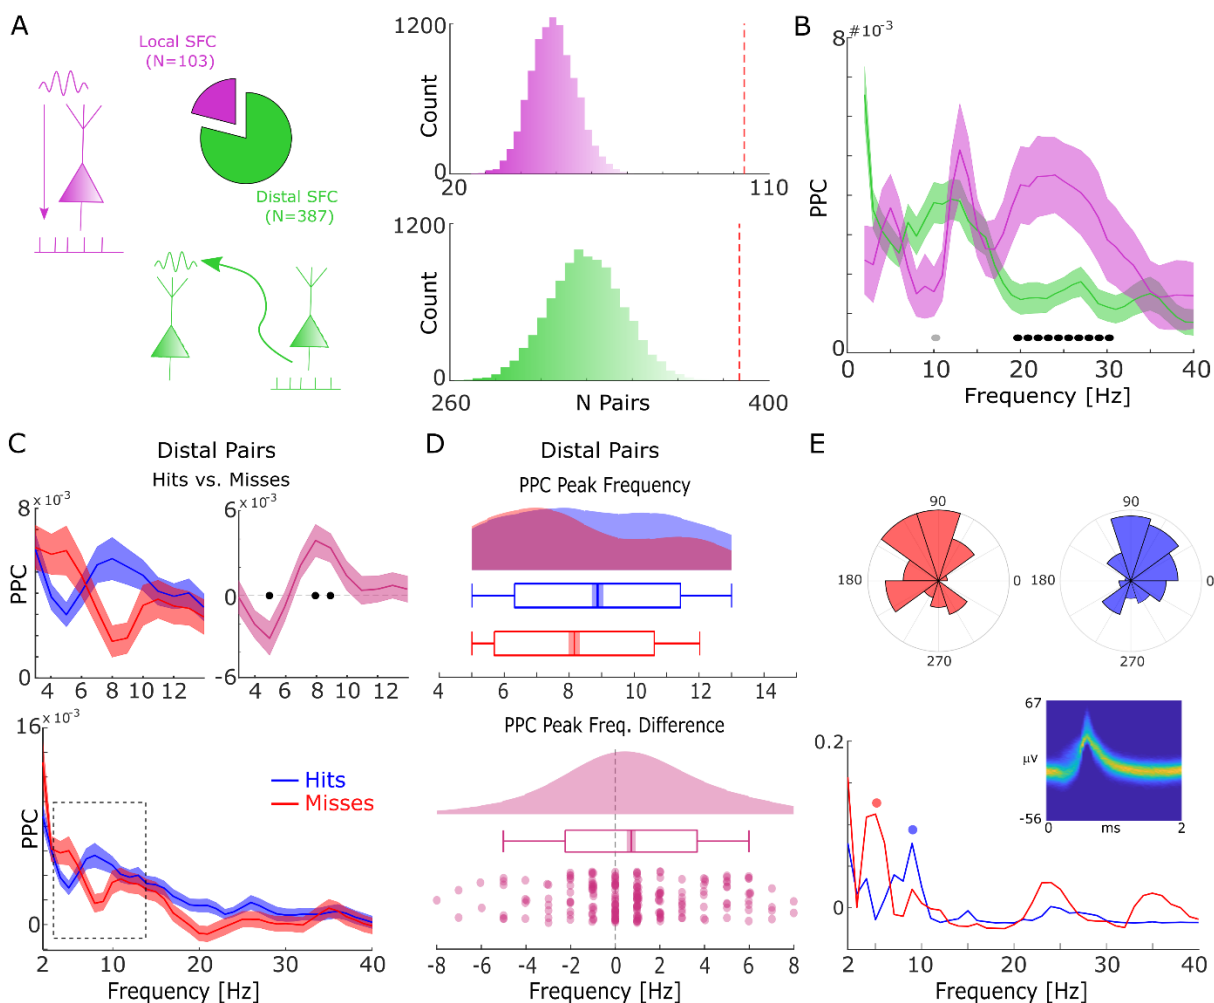 A
Local SFC
(N=103)
Distal SFC
(N=387)
1200
Count
0
20
110
1200
Count
0
260
N Pairs
400
B
8 #10⁻³
PPC
0
0 10 20 30 40
Frequency [Hz]
C
Distal Pairs
Hits vs. Misses
8 × 10⁻³
PPC
0
4 6 8 10 12
6 × 10⁻³
0
-6
4 6 8 10 12
16 × 10⁻³
PPC
0
Hits
Misses
2 10 20 30 40
Frequency [Hz]
D
Distal Pairs
PPC Peak Frequency
4 6 8 10 12 14
PPC Peak Freq. Difference
-8 -6 -4 -2 0 2 4 6 8
Frequency [Hz]
E
90
180
0
270
90
180
0
270
67
μV
-56
0 ms 2
0.2
0
2 10 20 30 40
Frequency [Hz]